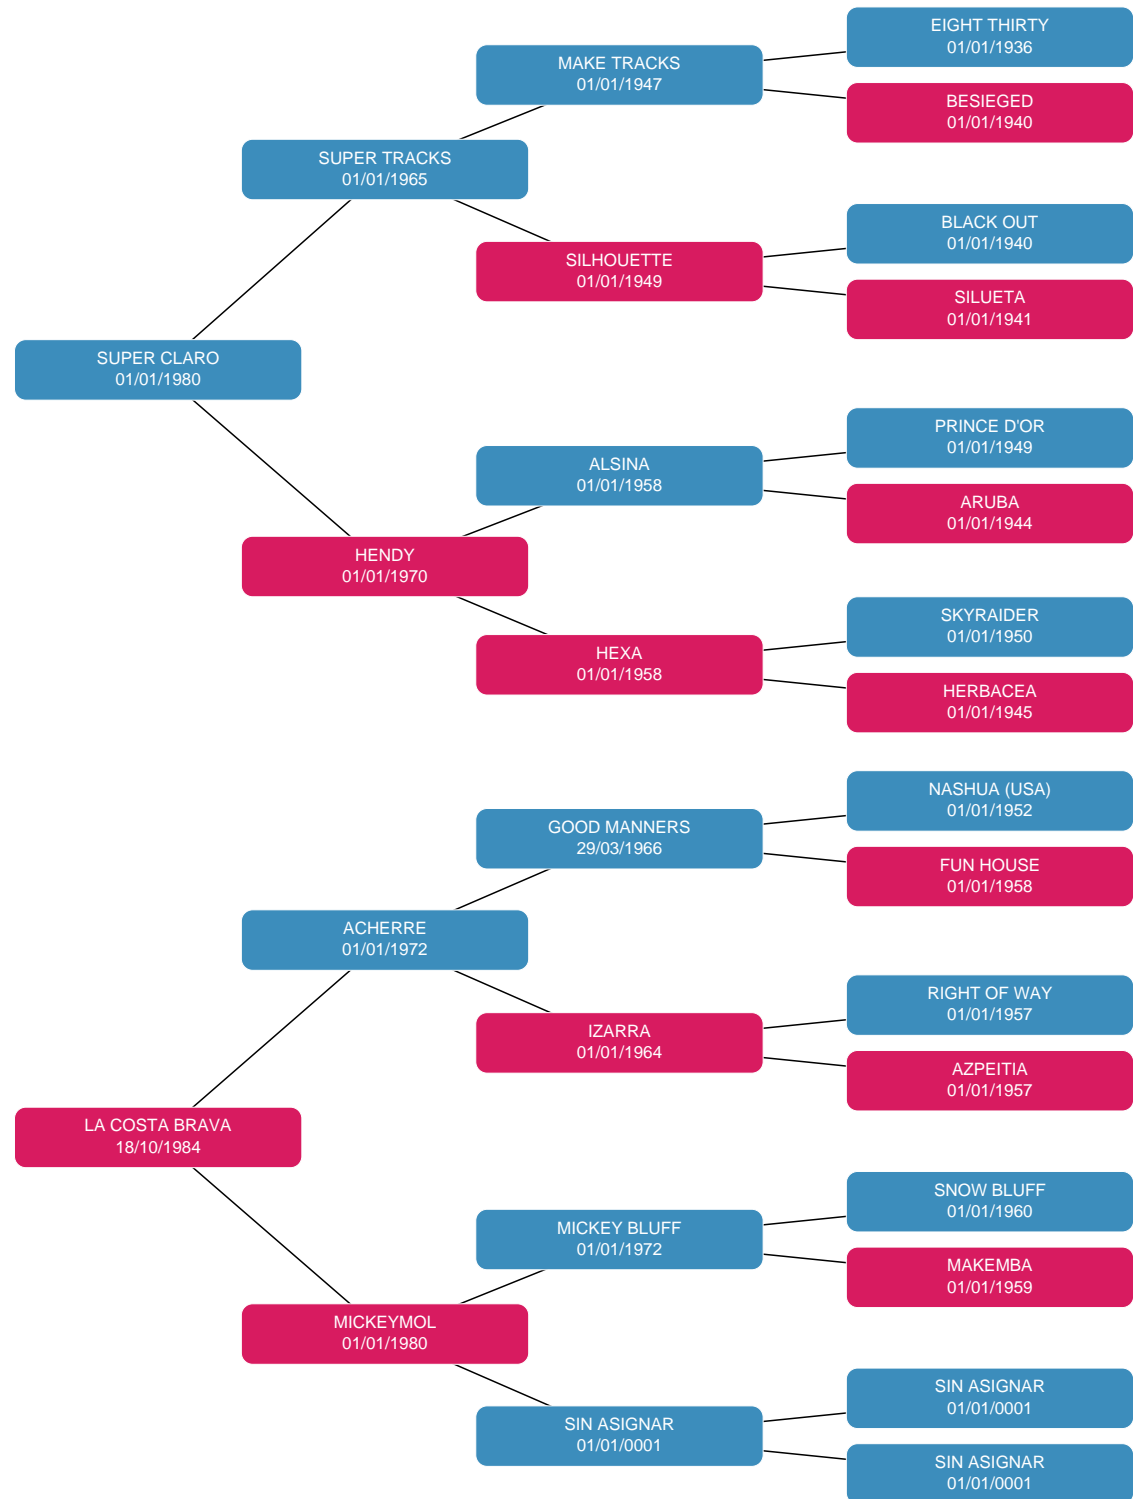 EIGHT THIRTY
01/01/1936
MAKE TRACKS
01/01/1947
BESIEGED
01/01/1940
SUPER TRACKS
01/01/1965
BLACK OUT
01/01/1940
SILHOUETTE
01/01/1949
SILUETA
01/01/1941
SUPER CLARO
01/01/1980
PRINCE D'OR
01/01/1949
ALSINA
01/01/1958
ARUBA
01/01/1944
HENDY
01/01/1970
SKYRAIDER
01/01/1950
HEXA
01/01/1958
HERBACEA
01/01/1945
NASHUA (USA)
01/01/1952
GOOD MANNERS
29/03/1966
FUN HOUSE
01/01/1958
ACHERRE
01/01/1972
RIGHT OF WAY
01/01/1957
IZARRA
01/01/1964
AZPEITIA
01/01/1957
LA COSTA BRAVA
18/10/1984
SNOW BLUFF
01/01/1960
MICKEY BLUFF
01/01/1972
MAKEMBA
01/01/1959
MICKEYMOL
01/01/1980
SIN ASIGNAR
01/01/0001
SIN ASIGNAR
01/01/0001
SIN ASIGNAR
01/01/0001